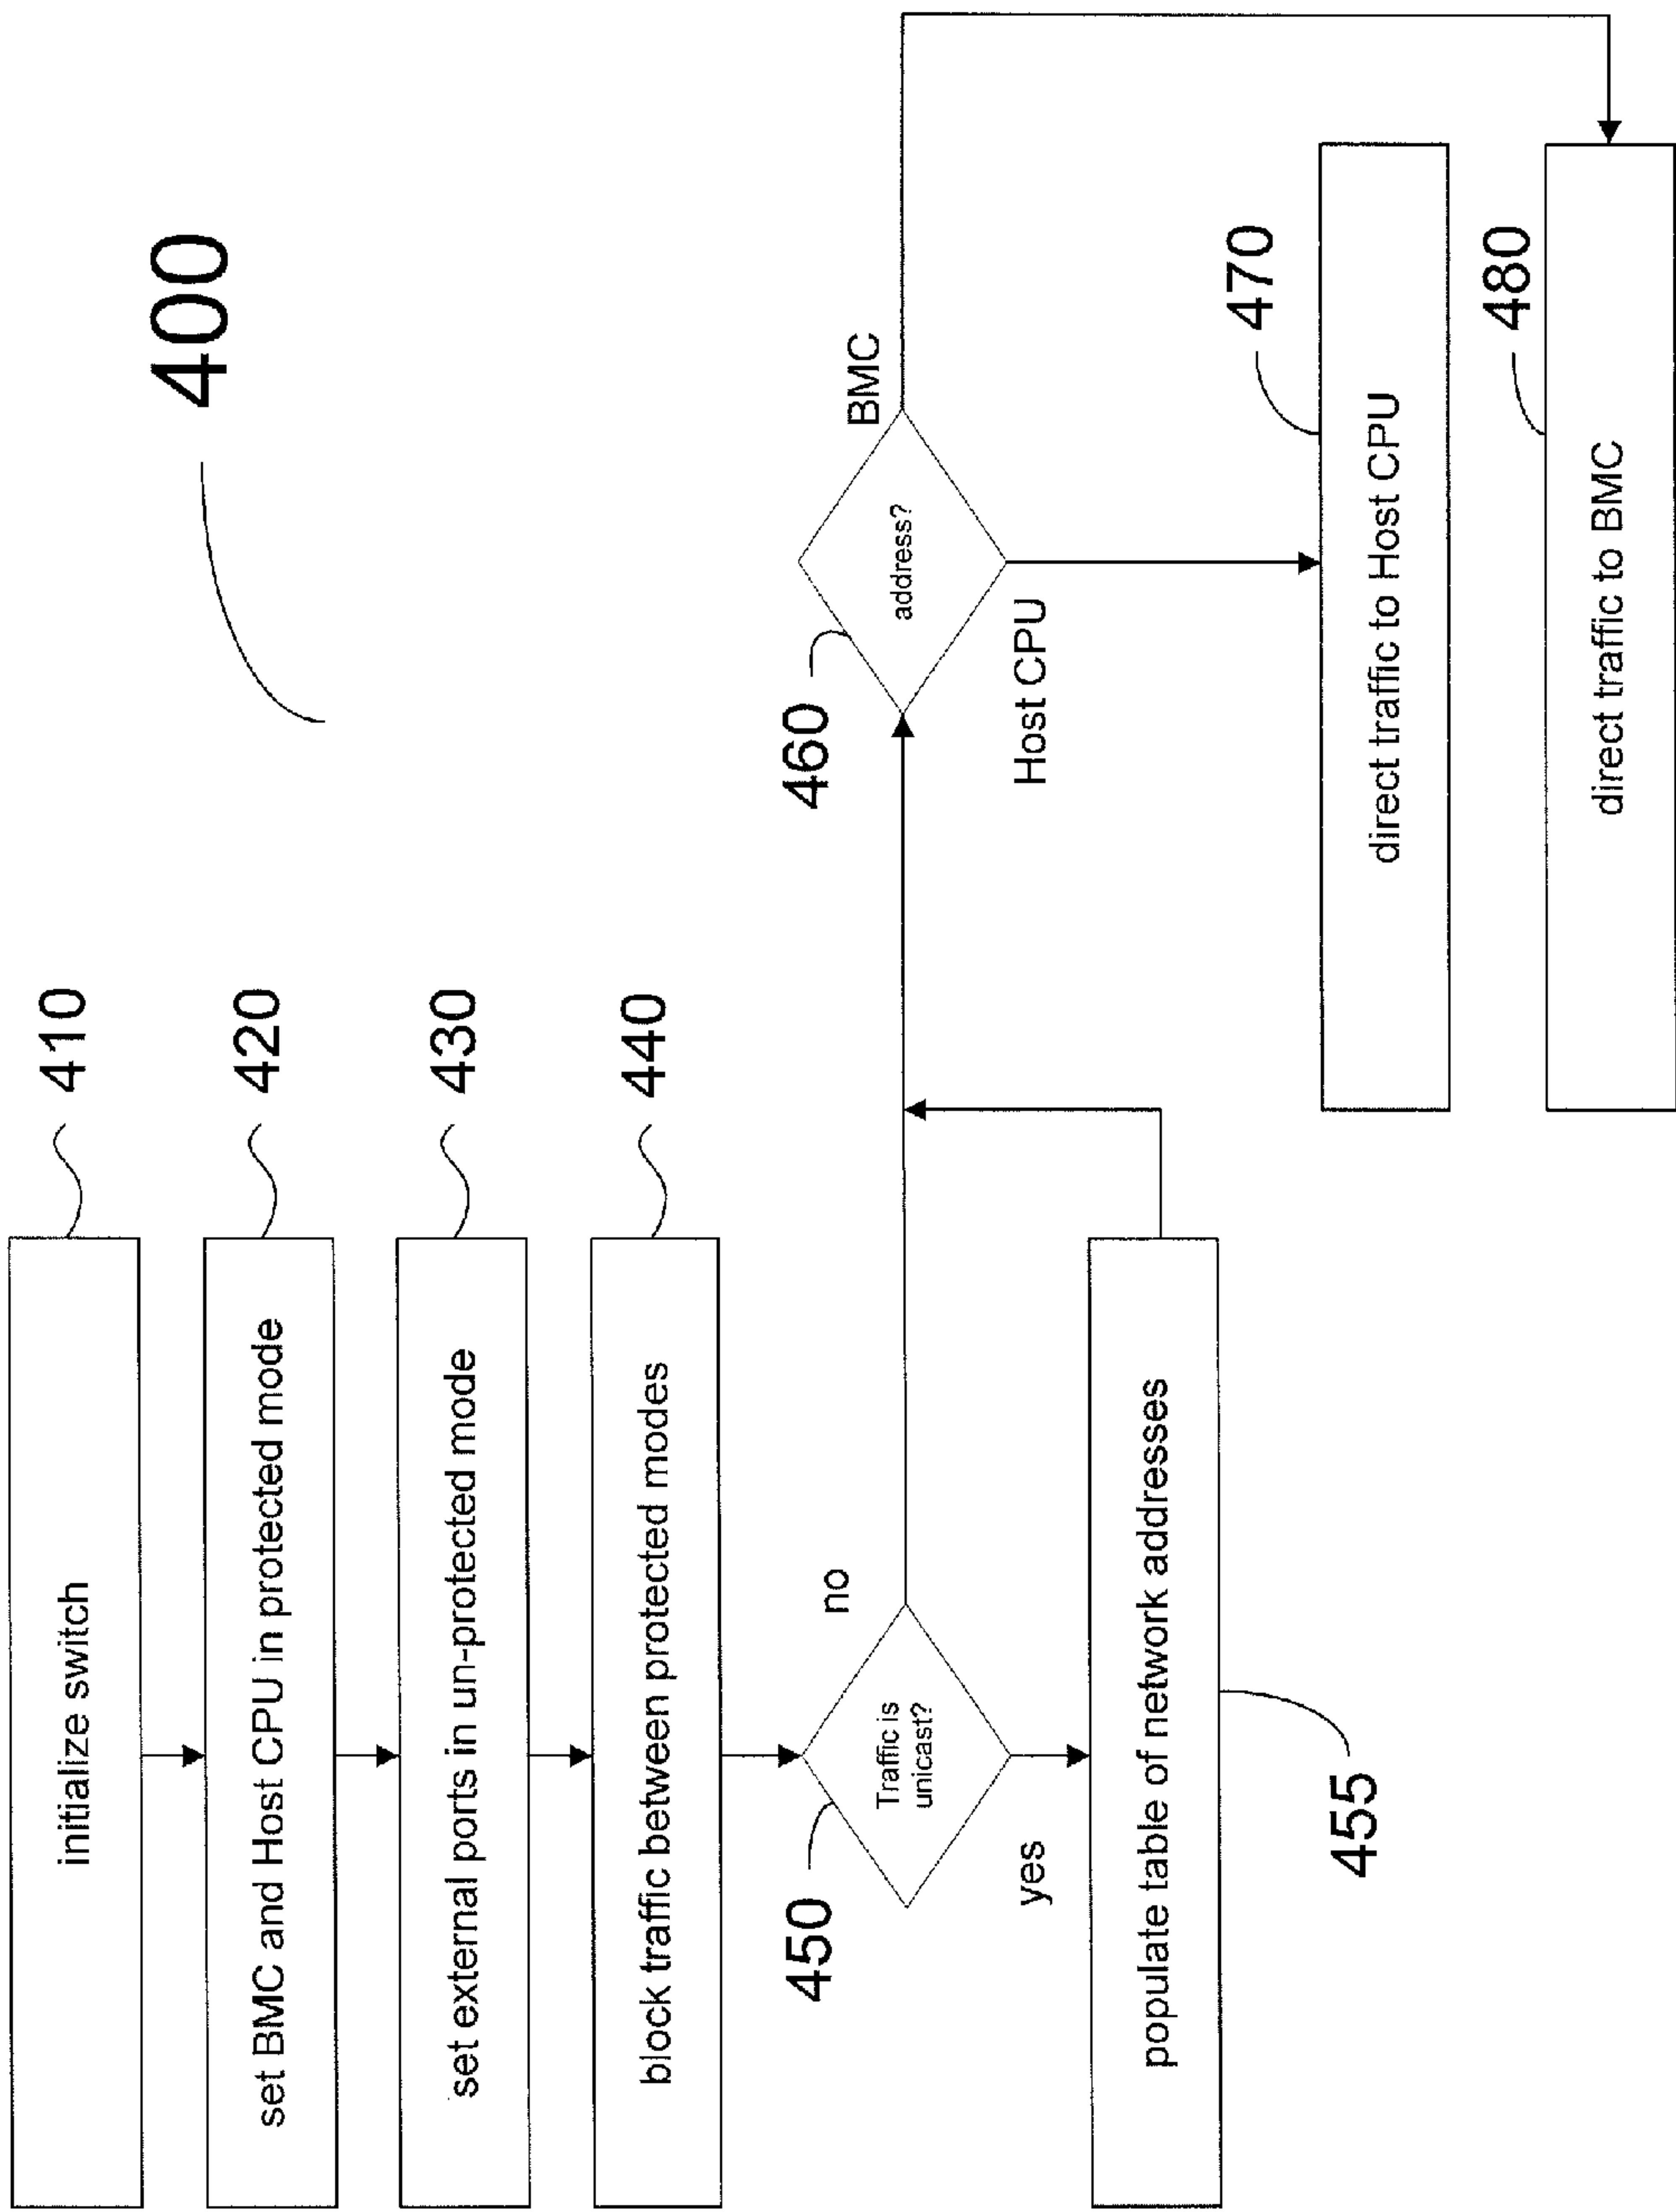 400
initialize switch
410
set BMC and Host CPU in protected mode
420
set external ports in un-protected mode
430
block traffic between protected modes
440
Traffic is
unicast?
450
no
yes
populate table of network addresses
455
address?
460
BMC
Host CPU
direct traffic to Host CPU
470
direct traffic to BMC
480